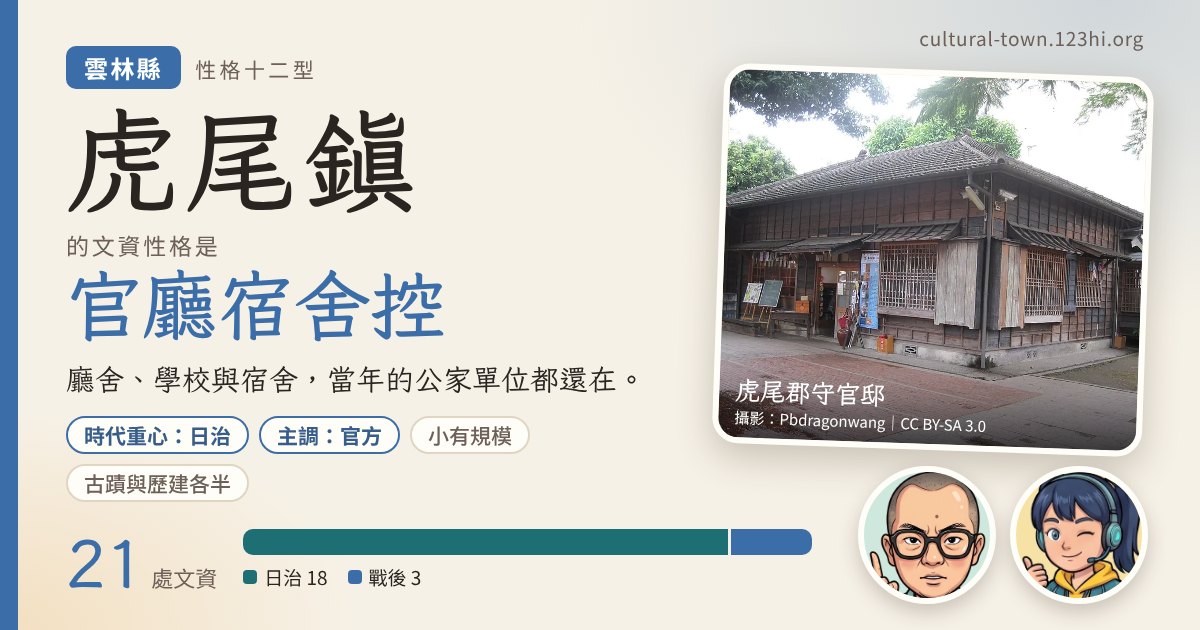 cultural-town.123hi.org
雲林縣 性格十二型
虎尾鎮
的文資性格是
官廳宿舍控
廳舍、學校與宿舍，當年的公家單位都還在。
時代重心：日治 主調：官方 小有規模
古蹟與歷建各半
21 處文資
日治 18 戰後 3
虎尾郡守官邸
攝影：Pbdragonwang｜CC BY-SA 3.0